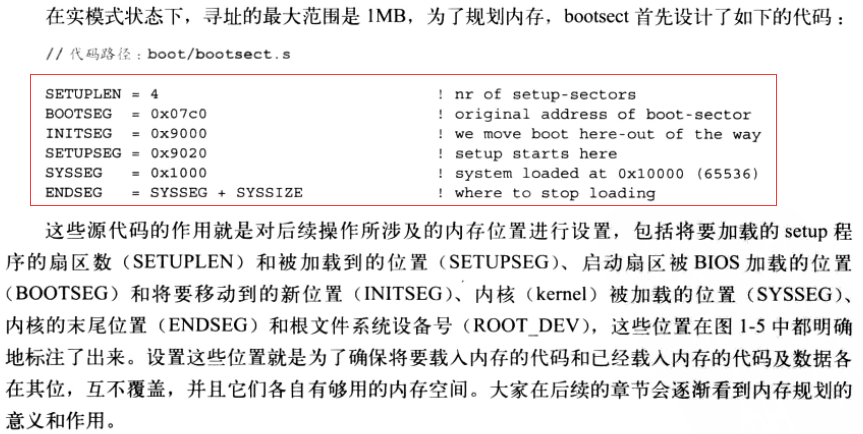 在实模式状态下，寻址的最大范围是 1MB，为了规划内存，bootsect 首先设计了如下的代码：
// 代码路径：boot/bootsect.s
SETUPLEN = 4 ! nr of setup-sectors
BOOTSEG = 0x07c0 ! original address of boot-sector
INITSEG = 0x9000 ! we move boot here-out of the way
SETUPSEG = 0x9020 ! setup starts here
SYSSEG = 0x1000 ! system loaded at 0x10000 (65536)
ENDSEG = SYSSEG + SYSSIZE ! where to stop loading
这些源代码的作用就是对后续操作所涉及的内存位置进行设置，包括将要加载的 setup 程
序的扇区数（SETUPLEN）和被加载到的位置（SETUPSEG）、启动扇区被 BIOS 加载的位置
（BOOTSEG）和将要移动到的新位置（INITSEG）、内核（kernel）被加载的位置（SYSSEG）、
内核的末尾位置（ENDSEG）和根文件系统设备号（ROOT_DEV），这些位置在图 1-5 中都明确
地标注了出来。设置这些位置就是为了确保将要载入内存的代码和已经载入内存的代码及数据各
在其位，互不覆盖，并且它们各自有够用的内存空间。大家在后续的章节会逐渐看到内存规划的
意义和作用。